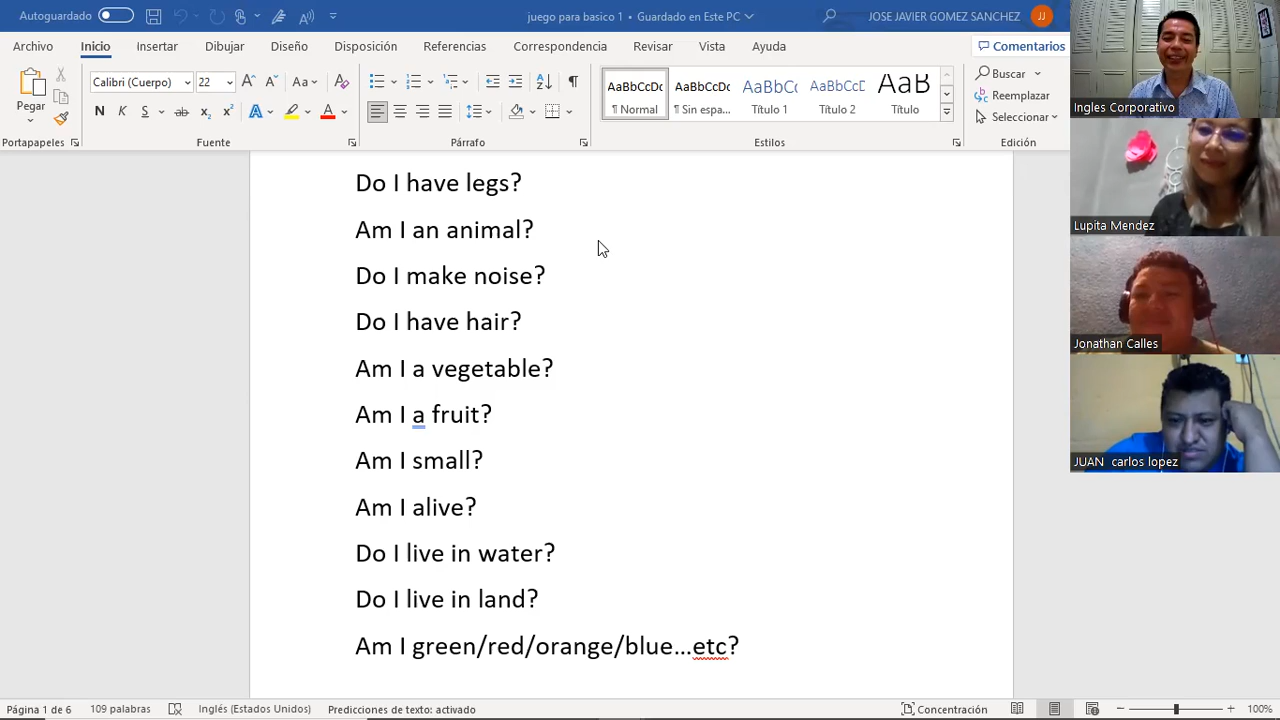 Autoguardado
juego para basico 1 • Guardado en Este PC
JOSE JAVIER GOMEZ SANCHEZ
JJ
Archivo Inicio Insertar Dibujar Diseño Disposición Referencias Correspondencia Revisar Vista Ayuda
Comentarios
Pegar
Portapapeles
Calibri (Cuerpo) 22
N K S ab x₂ x²
Fuente
Párrafo
AaBbCcDc AaBbCcDc AaBbCc AaBbCcD AaB
¶ Normal ¶ Sin espa... Título 1 Título 2 Título
Estilos
Buscar
Reemplazar
Seleccionar
Edición
Do I have legs?
Am I an animal?
Do I make noise?
Do I have hair?
Am I a vegetable?
Am I a fruit?
Am I small?
Am I alive?
Do I live in water?
Do I live in land?
Am I green/red/orange/blue...etc?
Ingles Corporativo
Lupita Mendez
Jonathan Calles
JUAN carlos lopez
Página 1 de 6 109 palabras Inglés (Estados Unidos) Predicciones de texto: activado Concentración 100%